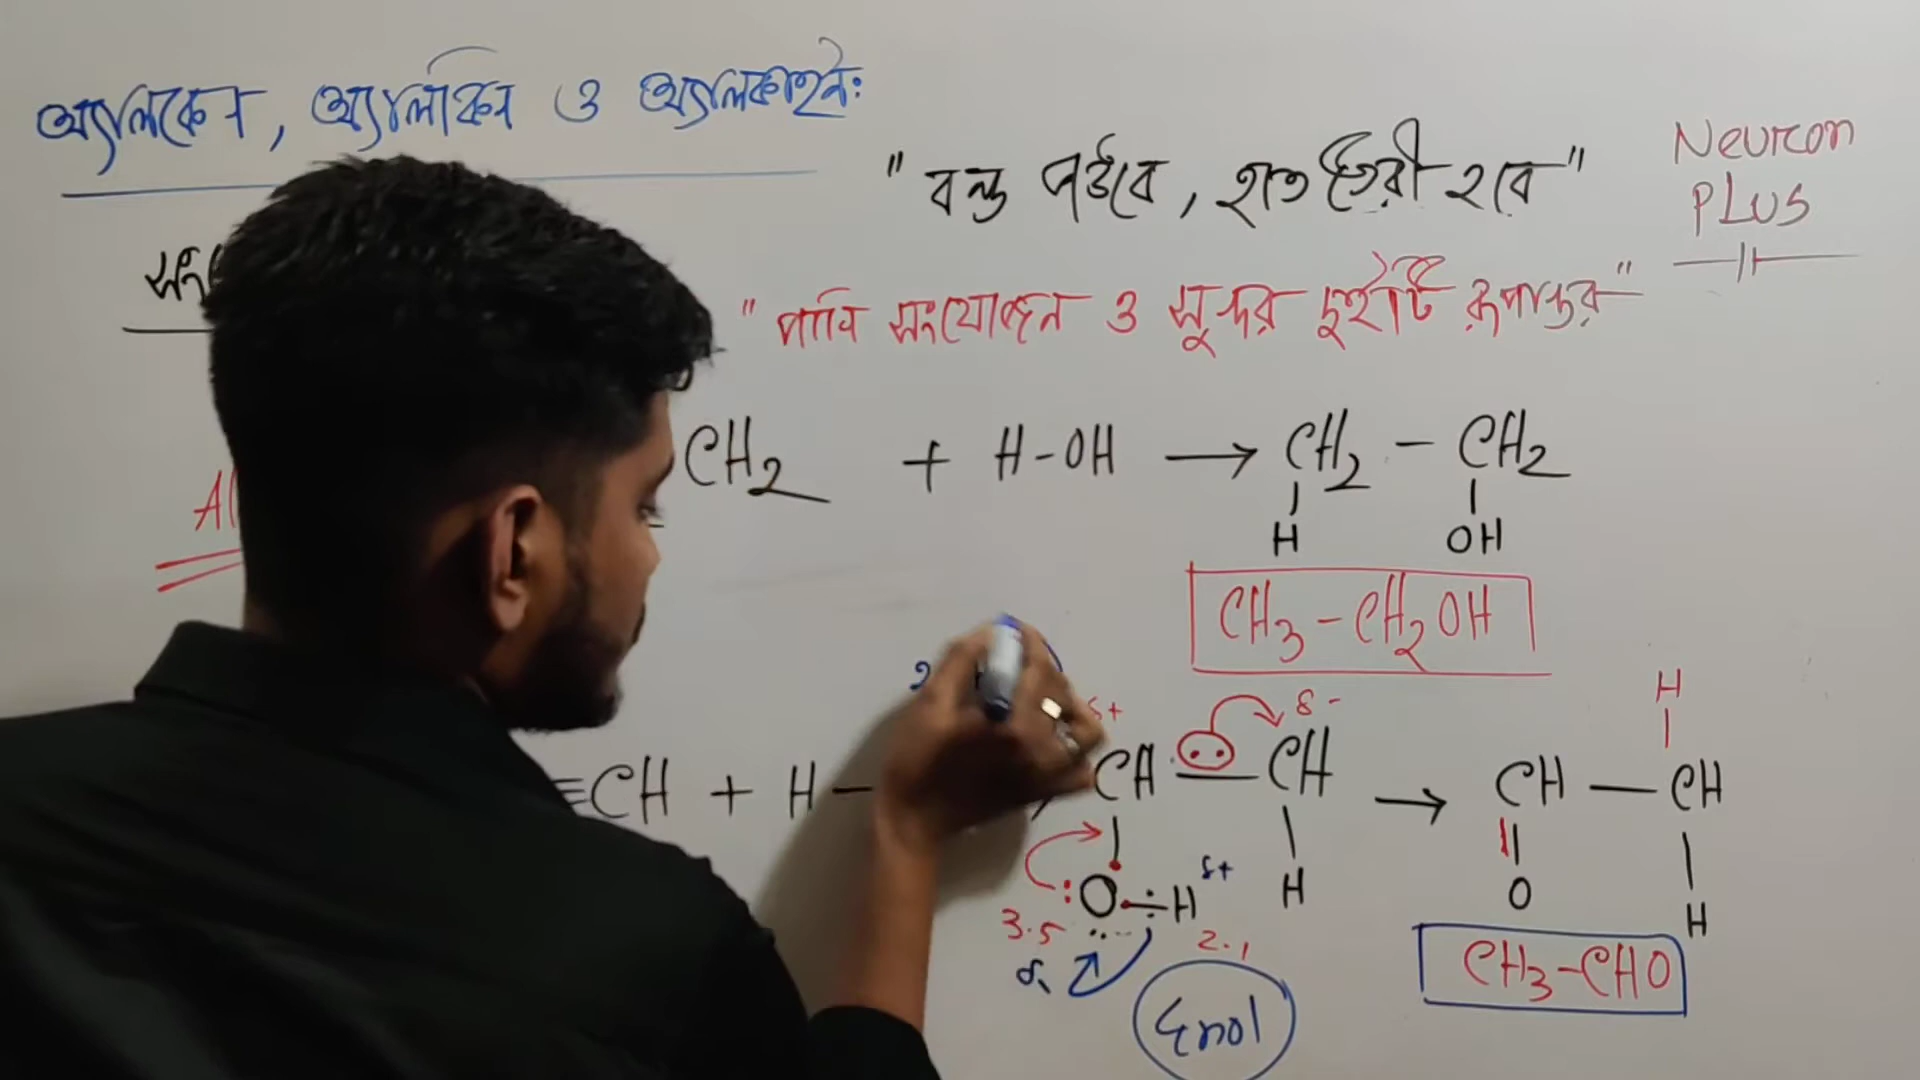 অ্যালকেন, অ্যালকিন ও অ্যালকাইন:
"বন্ড পড়বে, হাত তৈরী হবে"
Neuron
PLUS
"পানি সংযোজন ও সুন্দর দুইটি রূপান্তর"
CH2 + H-OH → CH2 - CH2
H OH
CH3 - CH2OH
H
δ+ δ-
≡CH + H- CH = CH → CH - CH
:O - H δ+ H O H
3.5 2.1
CH3-CHO
Enol